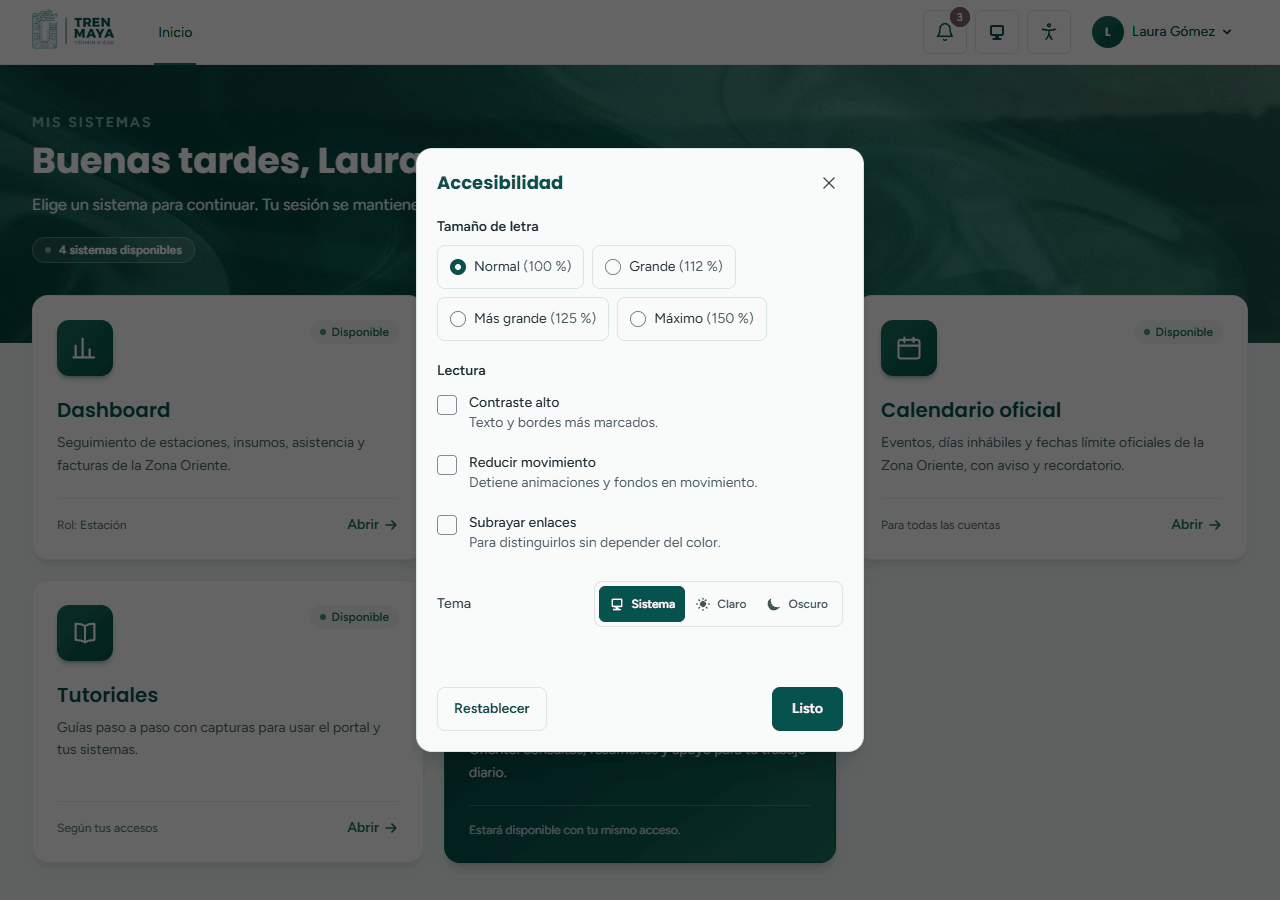 TREN
MAYA
Inicio
3
L
Laura Gómez
MIS SISTEMAS
Buenas tardes, Laura
Elige un sistema para continuar. Tu sesión se mantiene
4 sistemas disponibles
Accesibilidad
Tamaño de letra
Normal (100 %)
Grande (112 %)
Más grande (125 %)
Máximo (150 %)
Lectura
Contraste alto
Texto y bordes más marcados.
Reducir movimiento
Detiene animaciones y fondos en movimiento.
Subrayar enlaces
Para distinguirlos sin depender del color.
Tema
Sistema
Claro
Oscuro
Restablecer
Listo
Disponible
Dashboard
Seguimiento de estaciones, insumos, asistencia y
facturas de la Zona Oriente.
Rol: Estación
Abrir
Disponible
Calendario oficial
Eventos, días inhábiles y fechas límite oficiales de la
Zona Oriente, con aviso y recordatorio.
Para todas las cuentas
Abrir
Disponible
Tutoriales
Guías paso a paso con capturas para usar el portal y
tus sistemas.
Según tus accesos
Abrir
diario.
Estará disponible con tu mismo acceso.